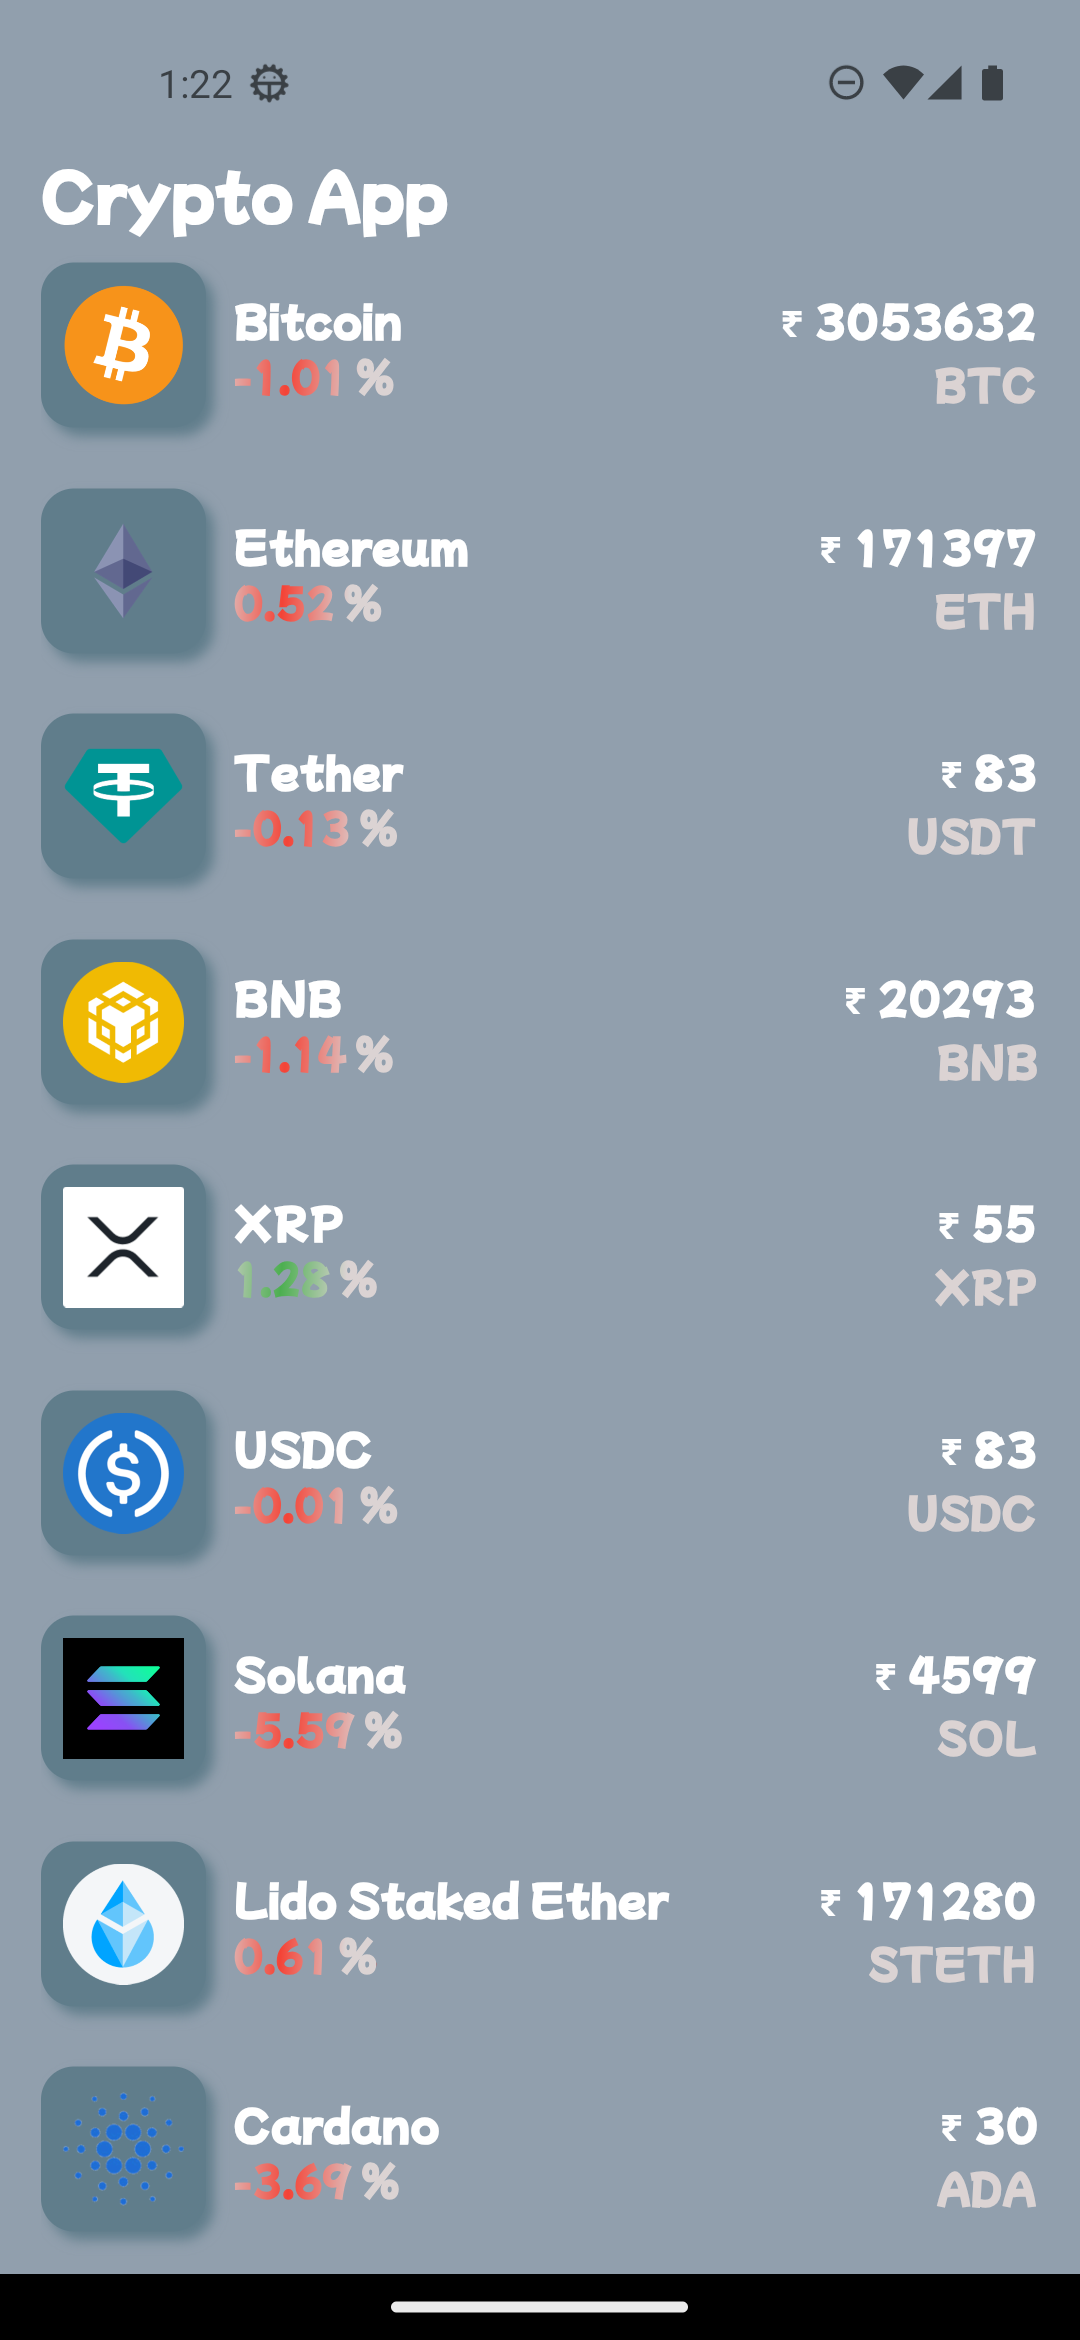 1:22
Crypto App
Bitcoin
₹ 3053632
-1.01 %
BTC
Ethereum
₹ 171397
0.52 %
ETH
Tether
₹ 83
-0.13 %
USDT
BNB
₹ 20293
-1.14 %
BNB
XRP
₹ 55
1.28 %
XRP
USDC
₹ 83
-0.01 %
USDC
Solana
₹ 4599
-5.59 %
SOL
Lido Staked Ether
₹ 171280
0.61 %
STETH
Cardano
₹ 30
-3.69 %
ADA